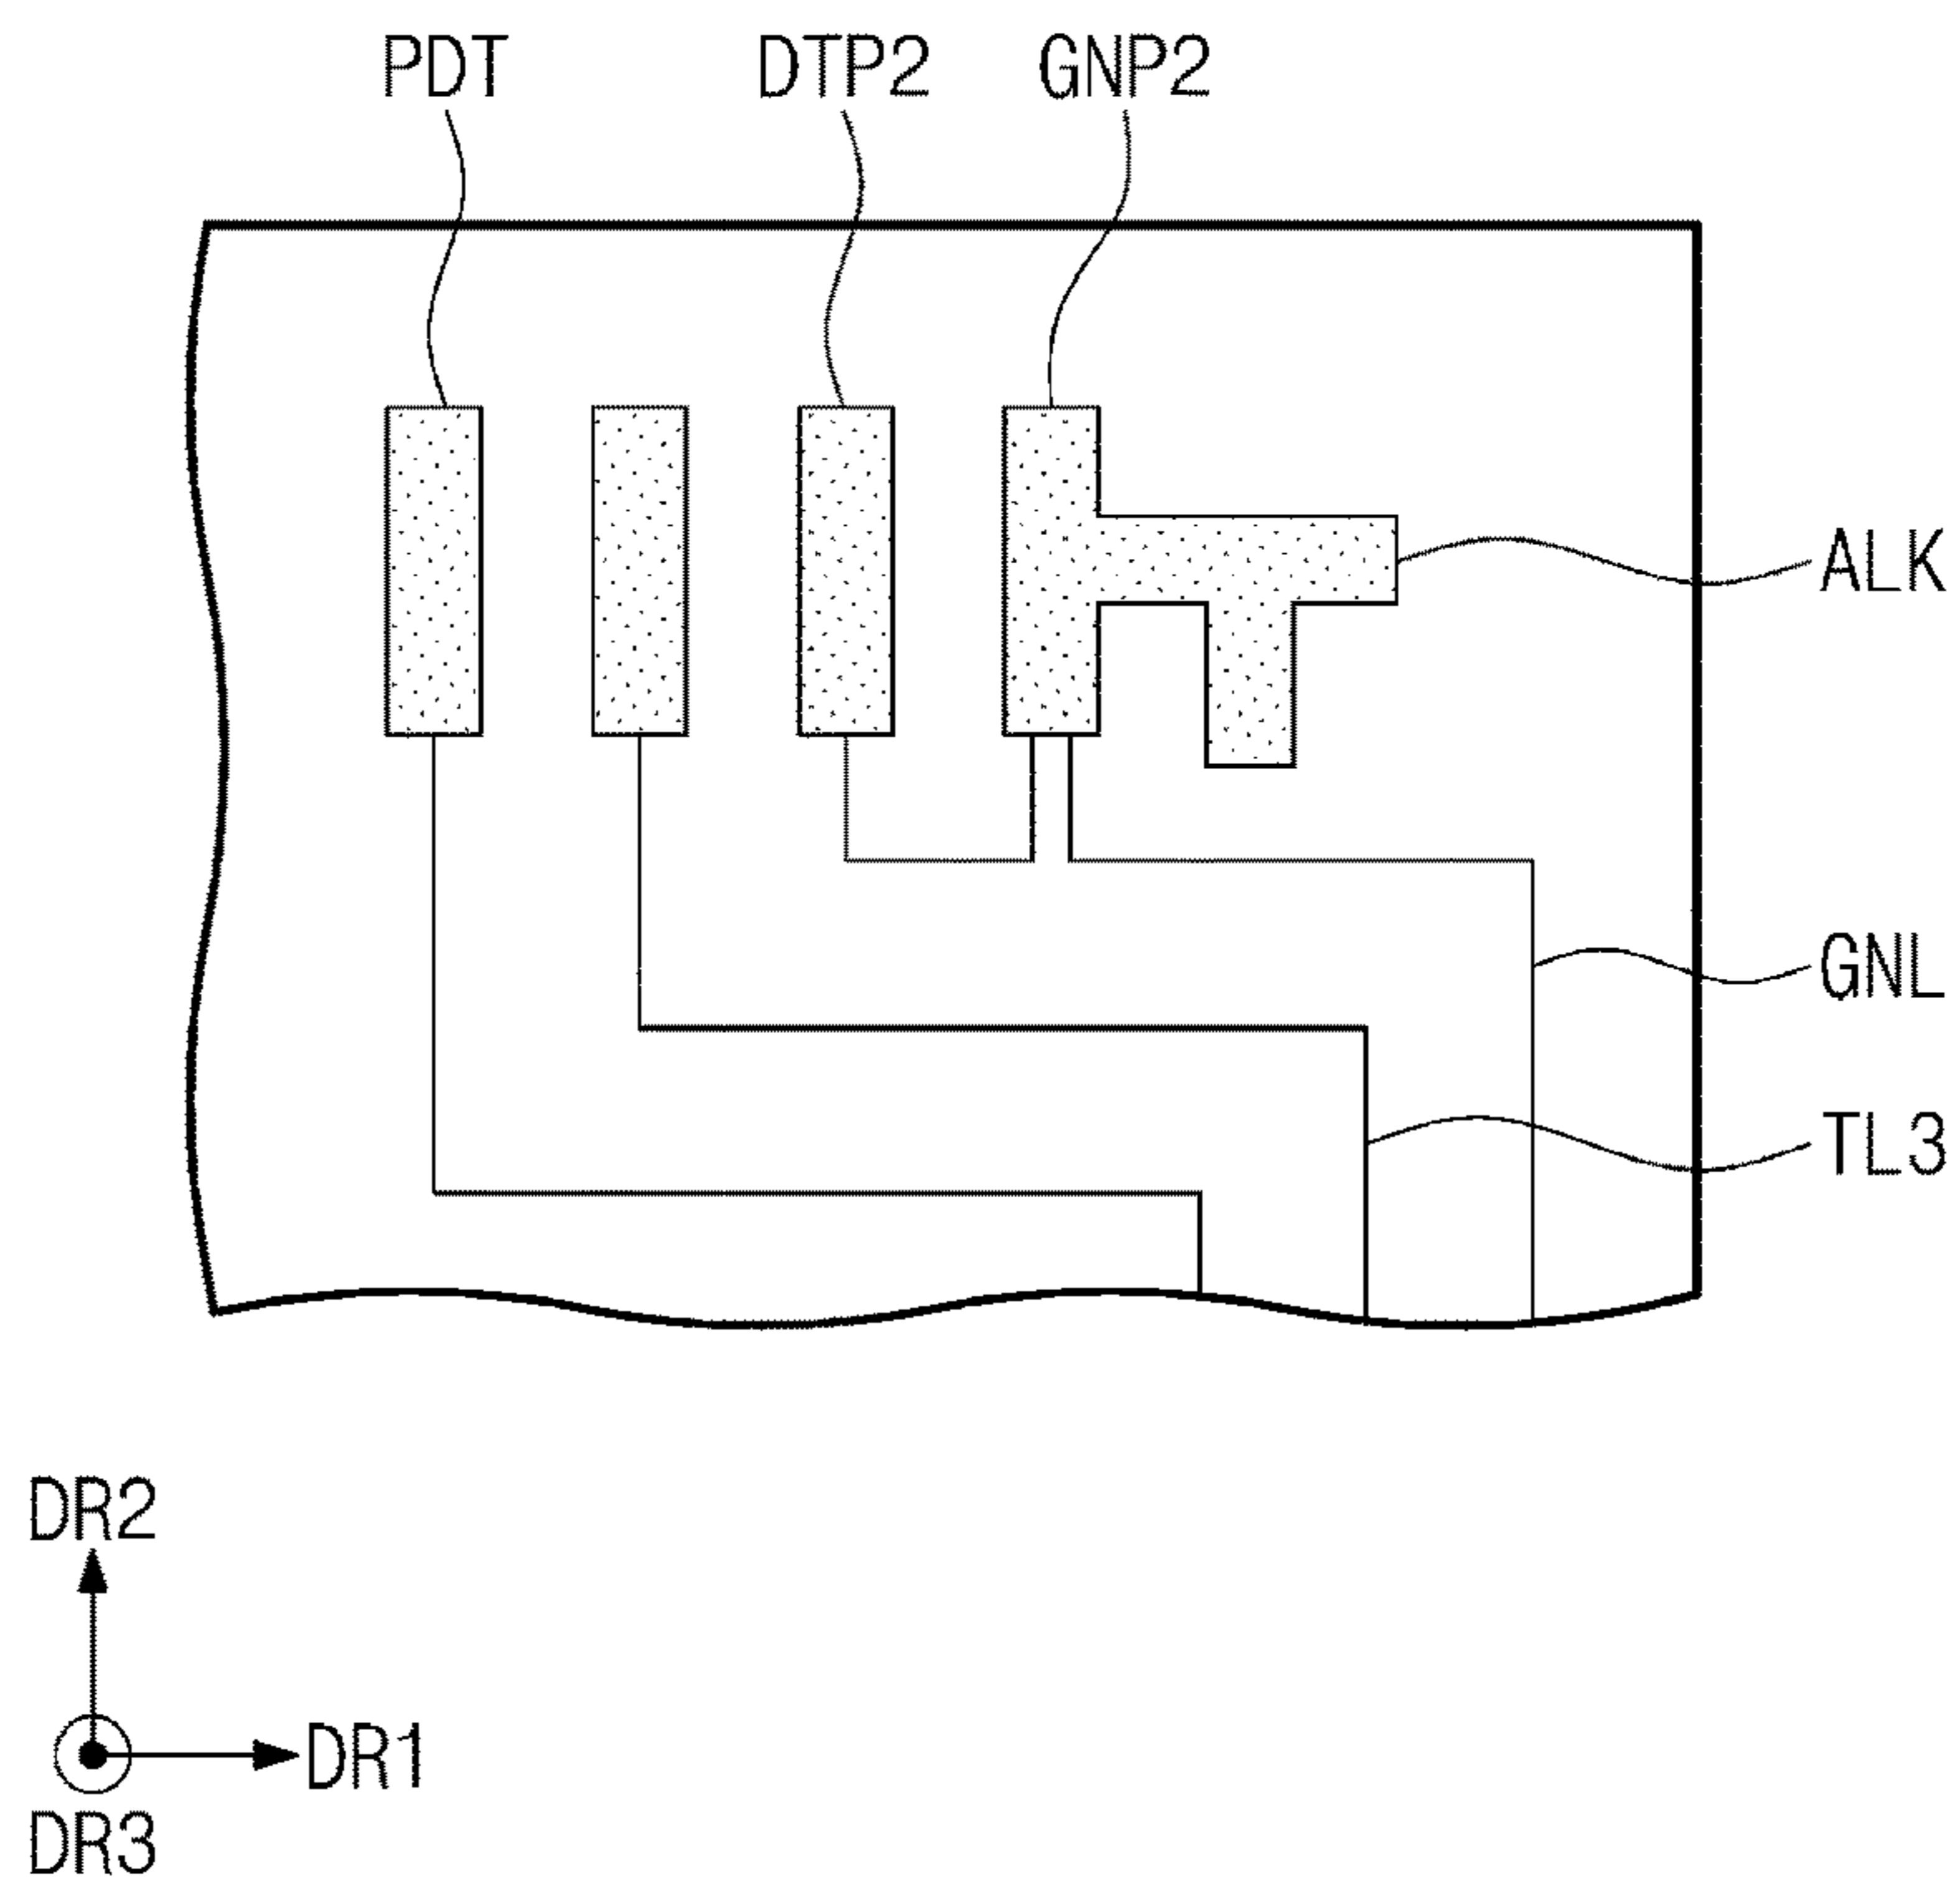 PDT DTP2 GNP2
ALK
GNL
TL3
DR2
DR1
DR3